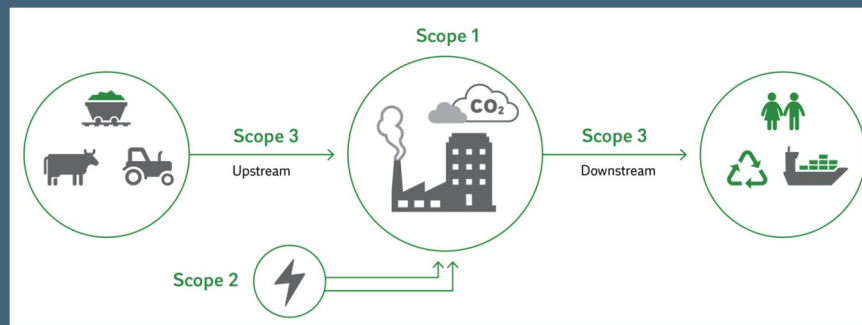 Scope 1
CO₂
Scope 3
Upstream
Scope 3
Downstream
Scope 2